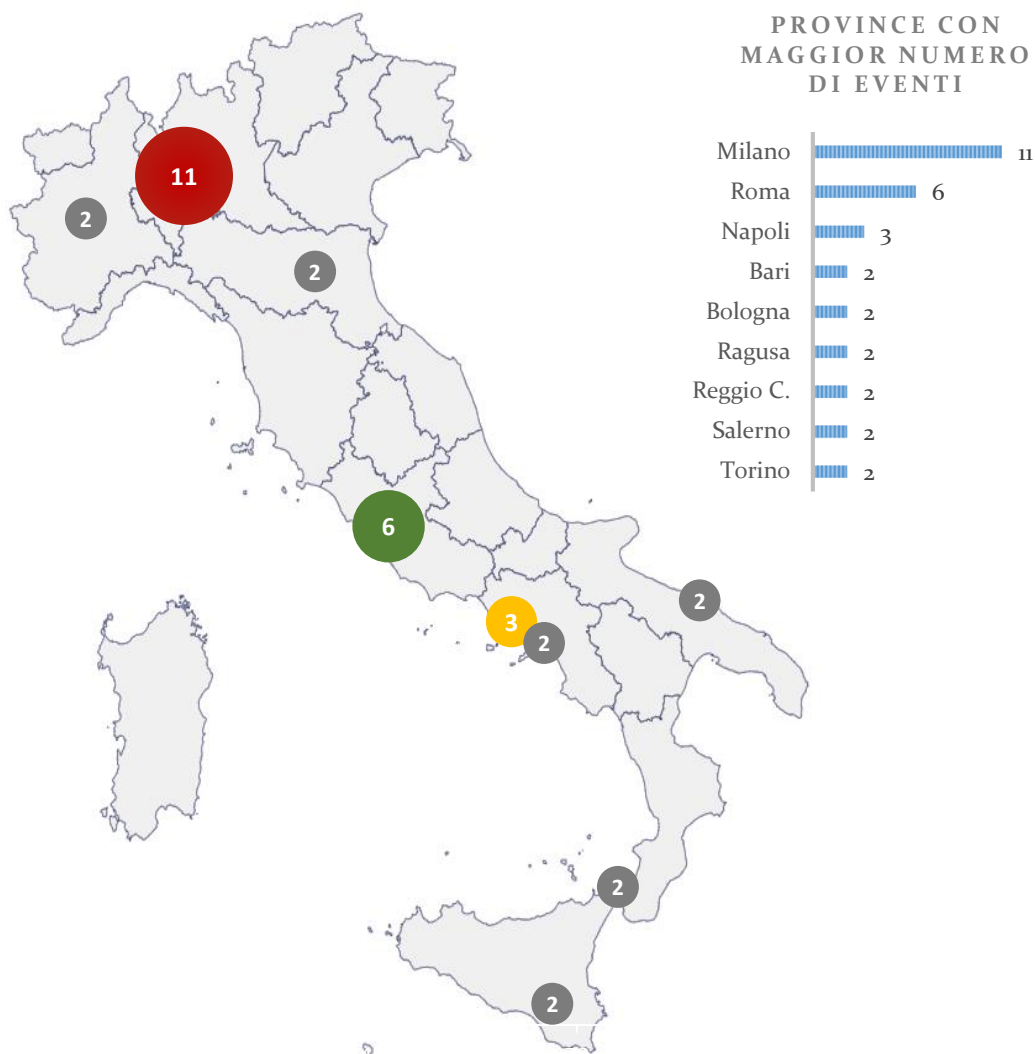 PROVINCE CON
MAGGIOR NUMERO
DI EVENTI
Milano 11
Roma 6
Napoli 3
Bari 2
Bologna 2
Ragusa 2
Reggio C. 2
Salerno 2
Torino 2
11
2
2
6
2
3
2
2
2